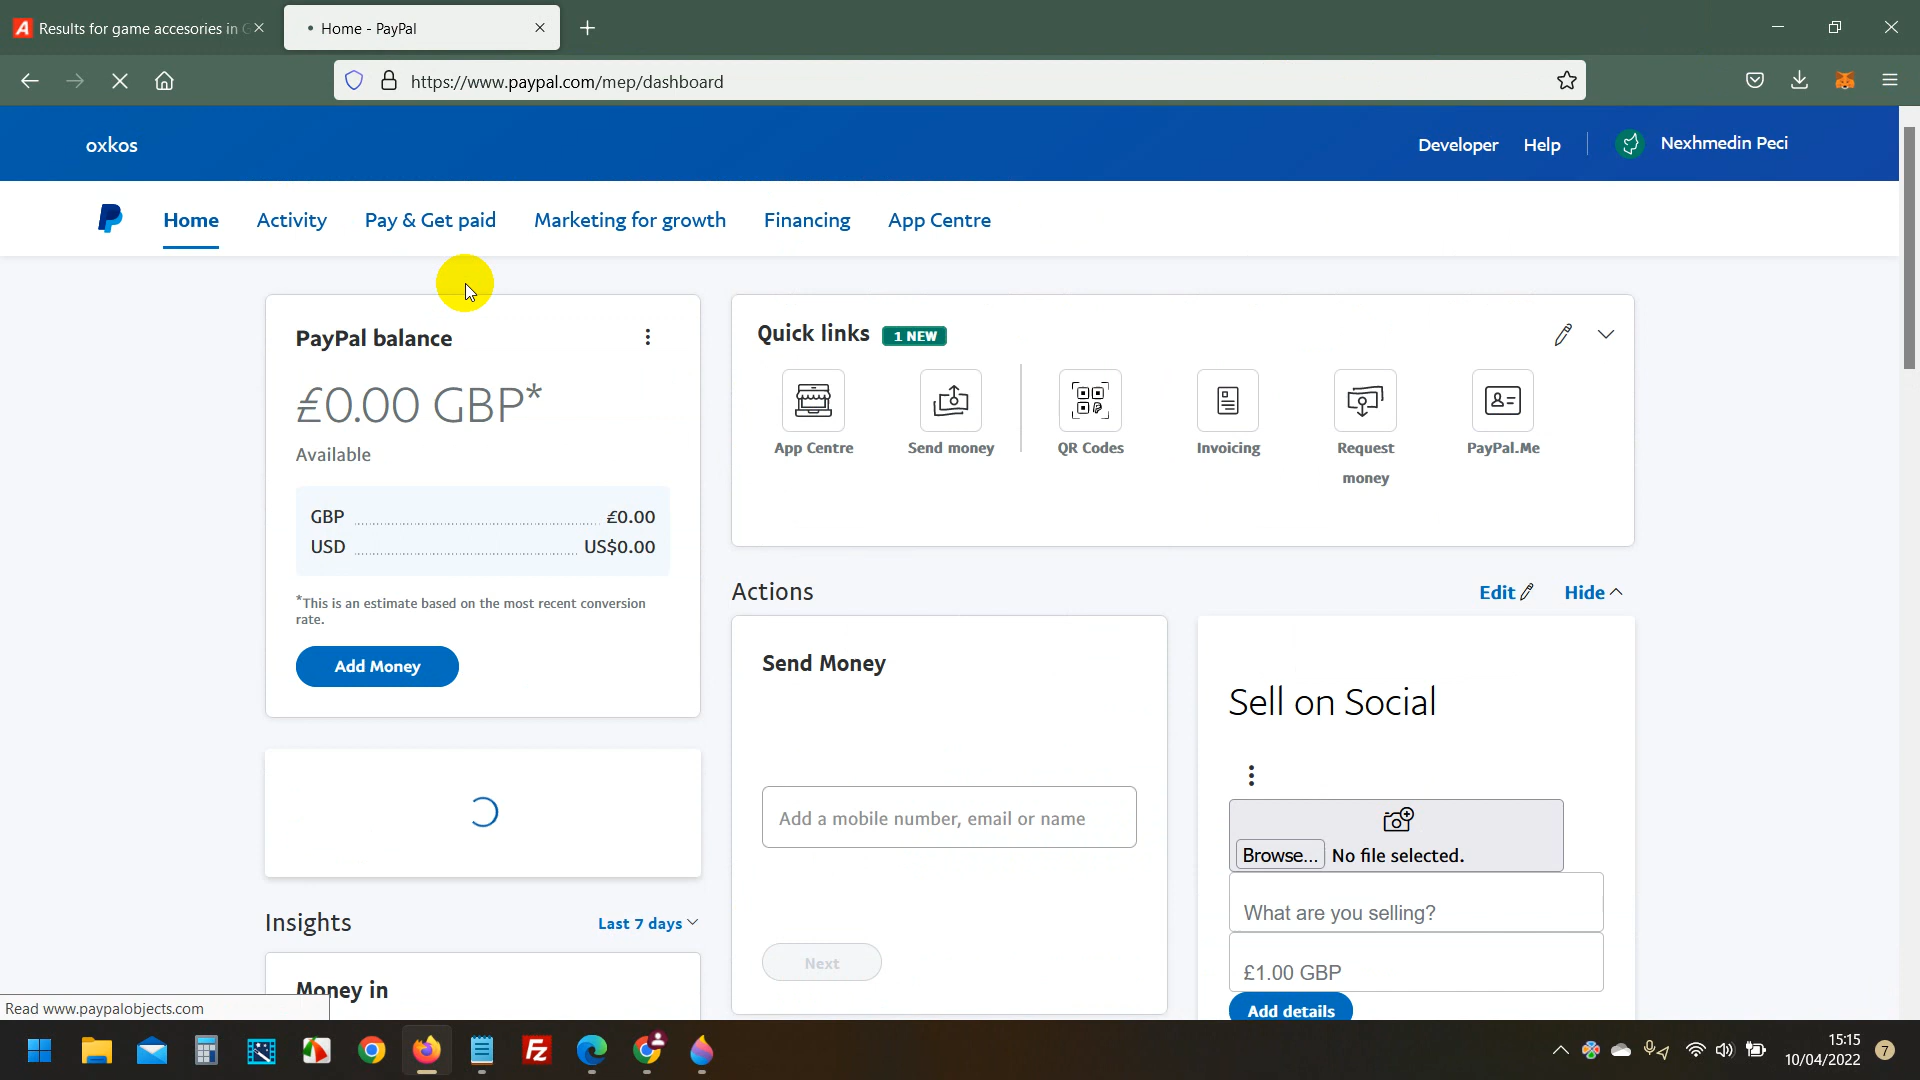 Results for game accesories in G
Home - PayPal
https://www.paypal.com/mep/dashboard
oxkos
Developer
Help
Nexhmedin Peci
Home
Activity
Pay & Get paid
Marketing for growth
Financing
App Centre
PayPal balance
£0.00 GBP*
Available
GBP £0.00
USD US$0.00
*This is an estimate based on the most recent conversion
rate.
Add Money
Quick links 1 NEW
App Centre
Send money
QR Codes
Invoicing
Request
money
PayPal.Me
Actions
Edit
Hide
Send Money
Add a mobile number, email or name
Next
Sell on Social
Browse... No file selected.
What are you selling?
£1.00 GBP
Add details
Insights
Last 7 days
Money in
Read www.paypalobjects.com
15:15
10/04/2022
7